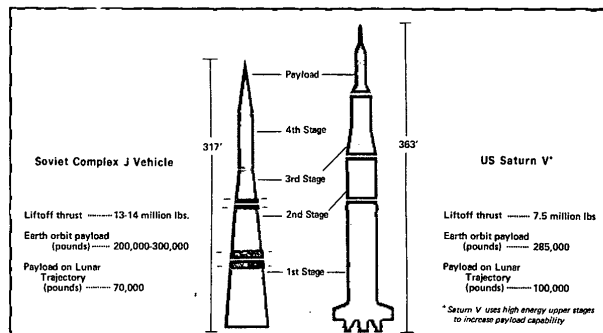 Payload
4th Stage
317'
363'
Soviet Complex J Vehicle
US Saturn V*
3rd Stage
2nd Stage
Liftoff thrust ········ 13-14 million lbs.
Earth orbit payload
(pounds) ······ 200,000-300,000
Payload on Lunar
Trajectory
(pounds) ······ 70,000
1st Stage
Liftoff thrust ········ 7.5 million lbs
Earth orbit payload
(pounds) ········ 285,000
Payload on Lunar
Trajectory
(pounds) ········ 100,000
* Saturn V uses high energy upper stages
to increase payload capability